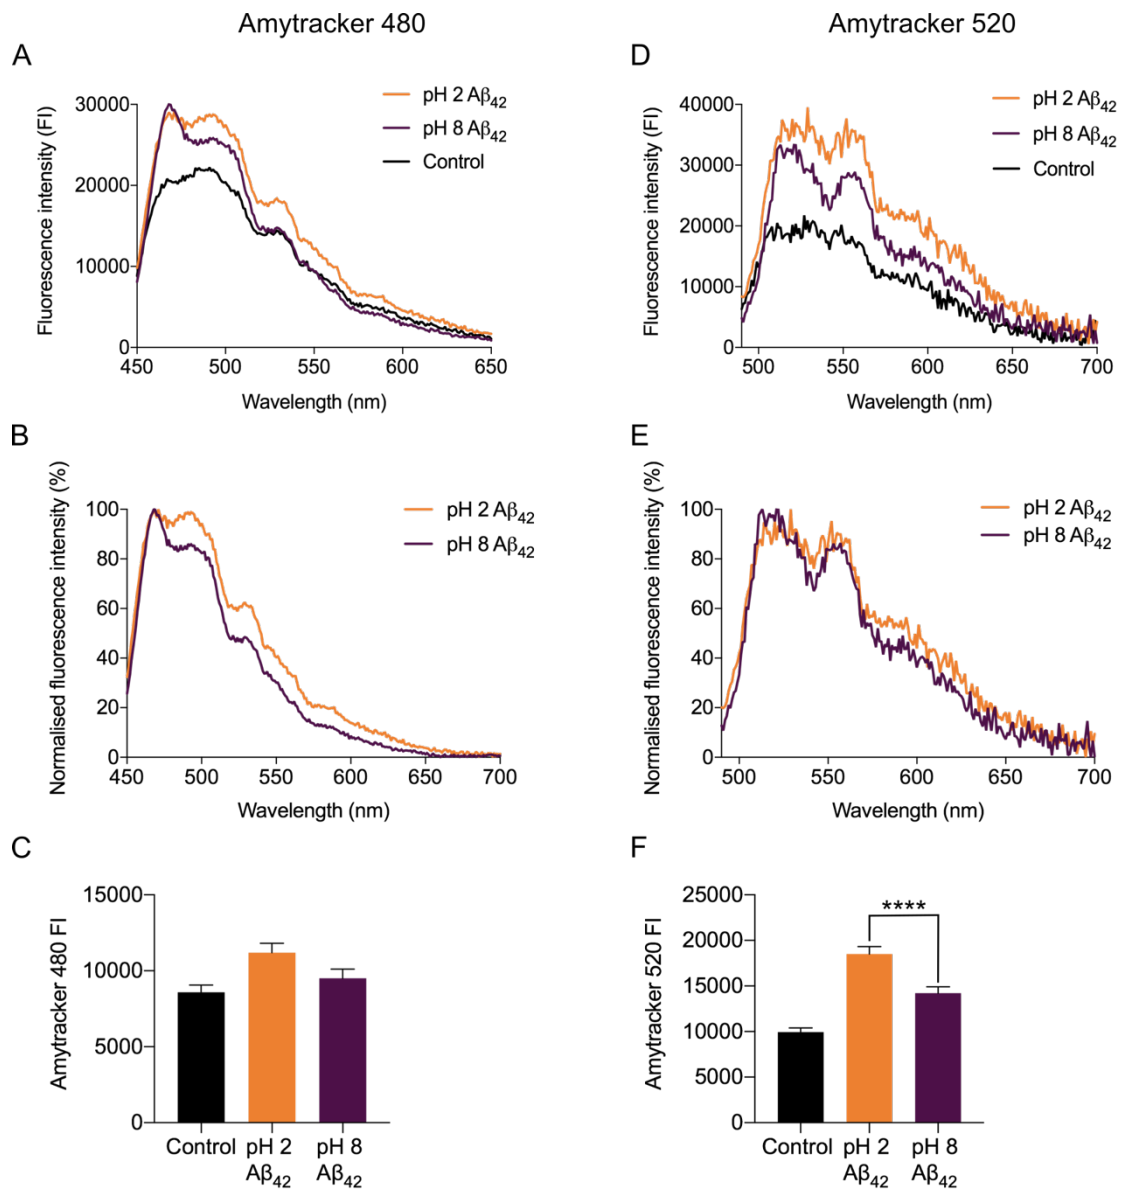 Amytracker 480
A
Fluorescence intensity (FI)
30000
20000
10000
0
450
500
550
600
650
Wavelength (nm)
pH 2 Aβ42
pH 8 Aβ42
Control
B
Normalised fluorescence intensity (%)
100
80
60
40
20
0
450
500
550
600
650
700
Wavelength (nm)
pH 2 Aβ42
pH 8 Aβ42
C
Amytracker 480 FI
15000
10000
5000
0
Control
pH 2
Aβ42
pH 8
Aβ42
Amytracker 520
D
Fluorescence intensity (FI)
40000
30000
20000
10000
0
500
550
600
650
700
Wavelength (nm)
pH 2 Aβ42
pH 8 Aβ42
Control
E
Normalised fluorescence intensity (%)
100
80
60
40
20
0
500
550
600
650
700
Wavelength (nm)
pH 2 Aβ42
pH 8 Aβ42
F
Amytracker 520 FI
25000
20000
15000
10000
5000
0
****
Control
pH 2
Aβ42
pH 8
Aβ42